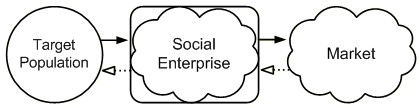 Target
Population
Social
Enterprise
Market